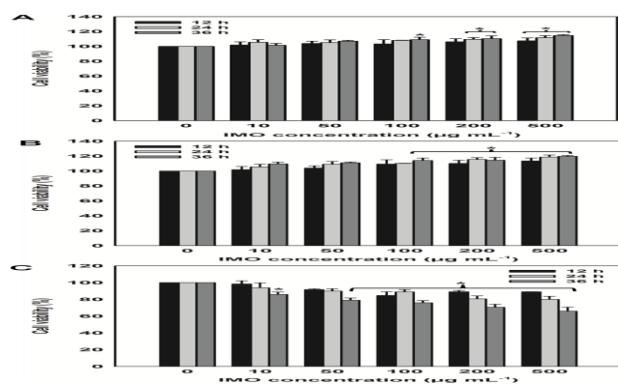 A
140
120
100
80
60
40
20
0
Cell viability (%)
12 h
24 h
36 h
*
*
*
0 10 50 100 200 500
IMO concentration (µg mL⁻¹)
B
140
120
100
80
60
40
20
0
Cell viability (%)
12 h
24 h
36 h
*
0 10 50 100 200 500
IMO concentration (µg mL⁻¹)
C
120
100
80
60
40
20
0
Cell viability (%)
12 h
24 h
36 h
*
*
0 10 50 100 200 500
IMO concentration (µg mL⁻¹)